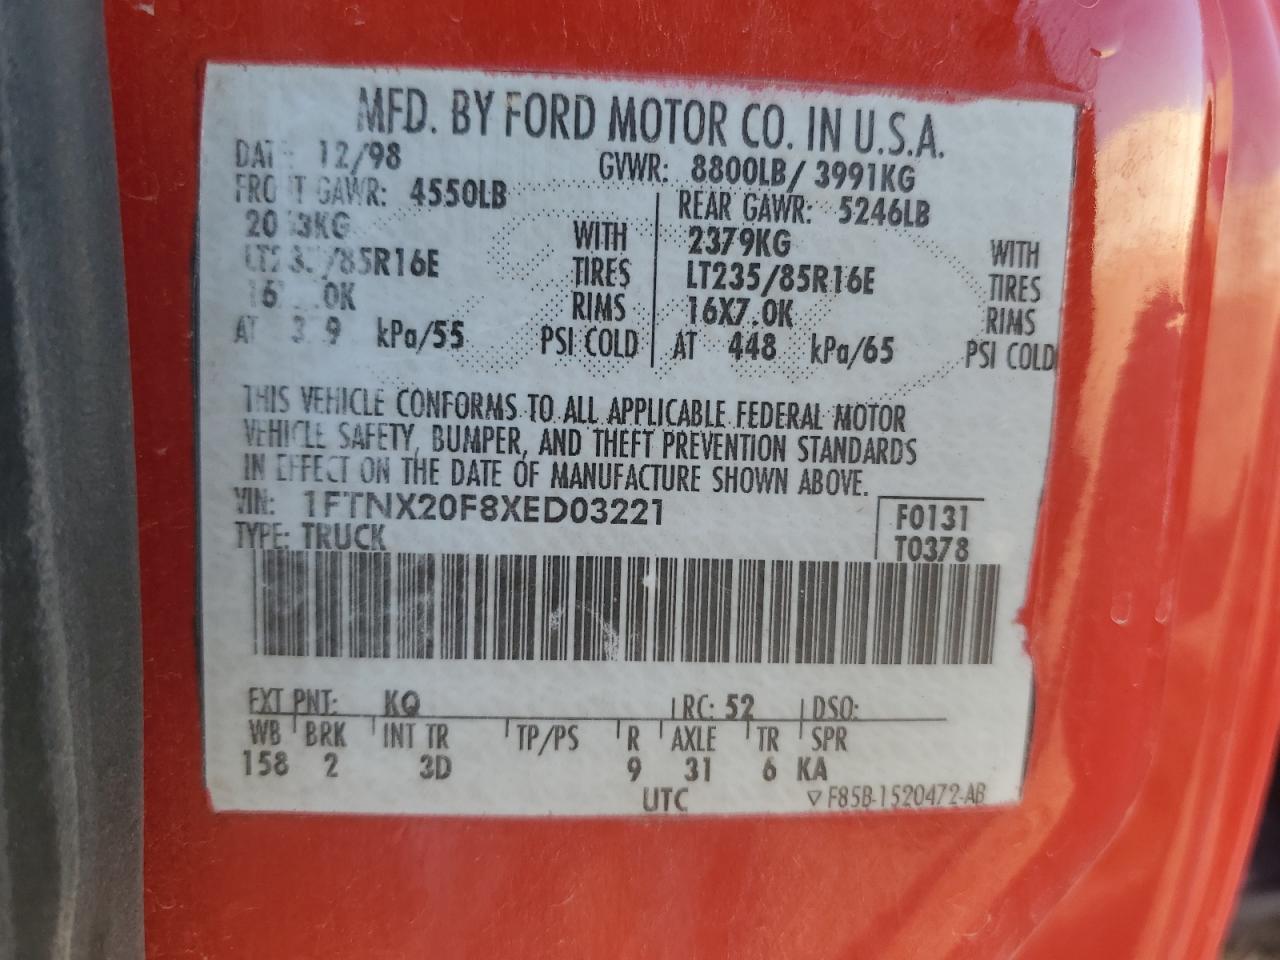 MFD. BY FORD MOTOR CO. IN U.S.A.
12/98 GVWR: 8800LB/ 3991KG
GAWR: 4550LB REAR GAWR: 5246LB
WITH 2379KG WITH
/85R16E TIRES LT235/85R16E TIRES
RIMS 16X7.0K RIMS
AT kPa/55 PSI COLD AT 448 kPa/65 PSI COLD
THIS VEHICLE CONFORMS TO ALL APPLICABLE FEDERAL MOTOR
VEHICLE SAFETY, BUMPER, AND THEFT PREVENTION STANDARDS
IN EFFECT ON THE DATE OF MANUFACTURE SHOWN ABOVE.
VIN: 1FTNX20F8XED03221 F0131
TYPE: TRUCK T0378
EXT PNT: KQ RC: 52 DSO:
WB BRK INT TR TP/PS R AXLE TR SPR
158 2 3D 9 31 6 KA
UTC ▽ F85B-1520472-AB